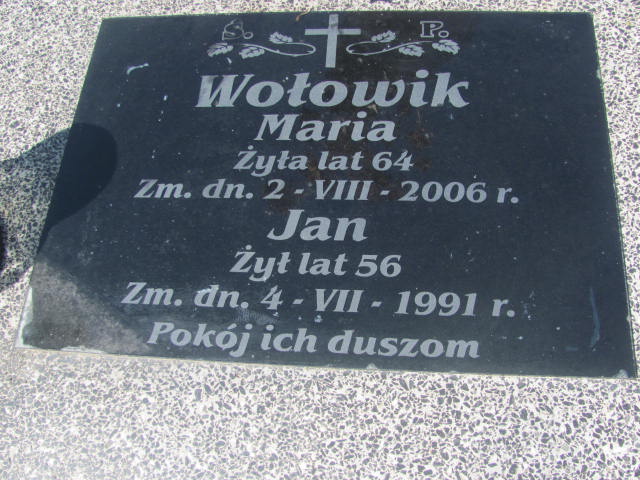 Ś. P.
Wołowik
Maria
Żyła lat 64
Zm. dn. 2 - VIII - 2006 r.
Jan
Żył lat 56
Zm. dn. 4 - VII - 1991 r.
Pokój ich duszom